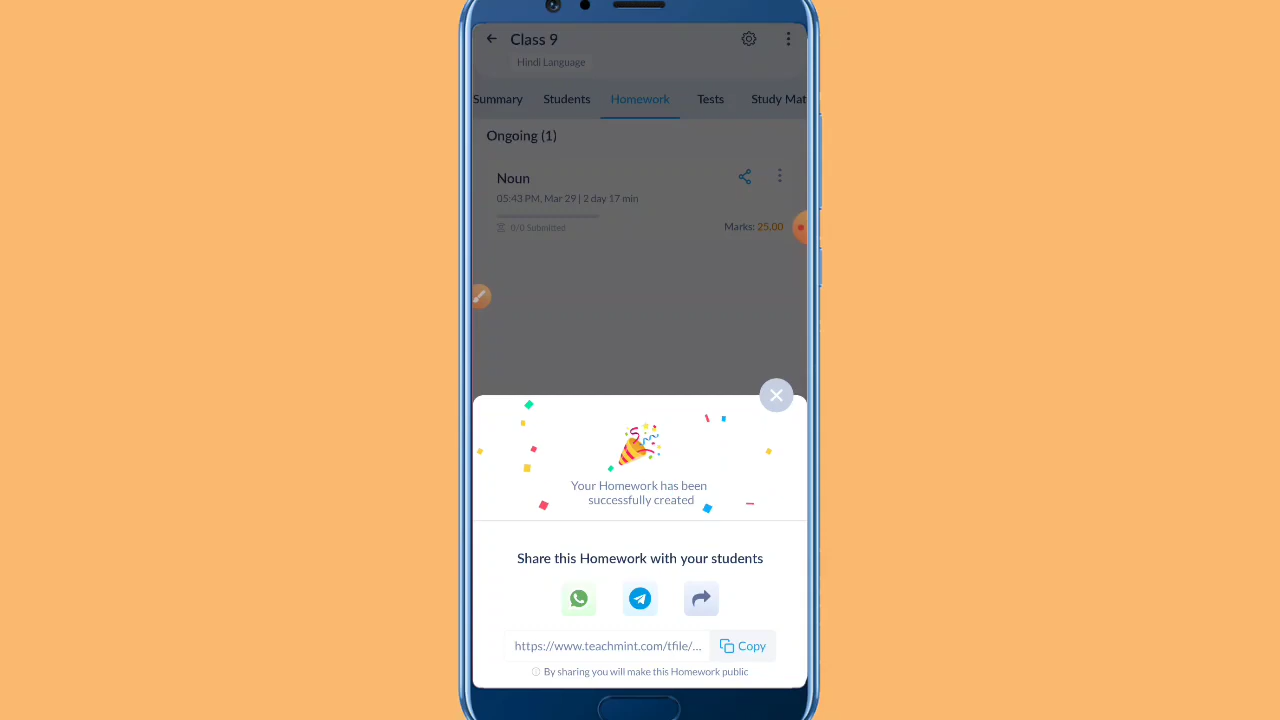 Class 9
Hindi Language
Summary Students Homework Tests Study Mat
Ongoing (1)
Noun
05:43 PM, Mar 29 | 2 day 17 min
0/0 Submitted Marks: 25.00
Your Homework has been
successfully created
Share this Homework with your students
https://www.teachmint.com/tfile/... Copy
By sharing you will make this Homework public